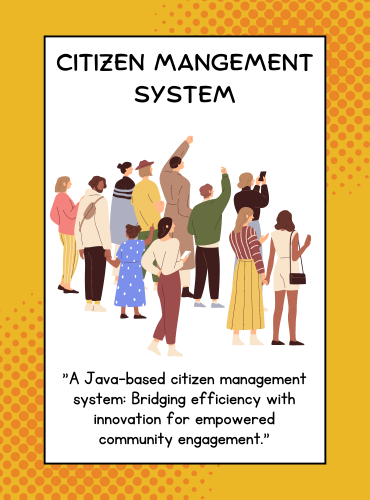 CITIZEN MANGEMENT
SYSTEM
"A Java-based citizen management
system: Bridging efficiency with
innovation for empowered
community engagement."